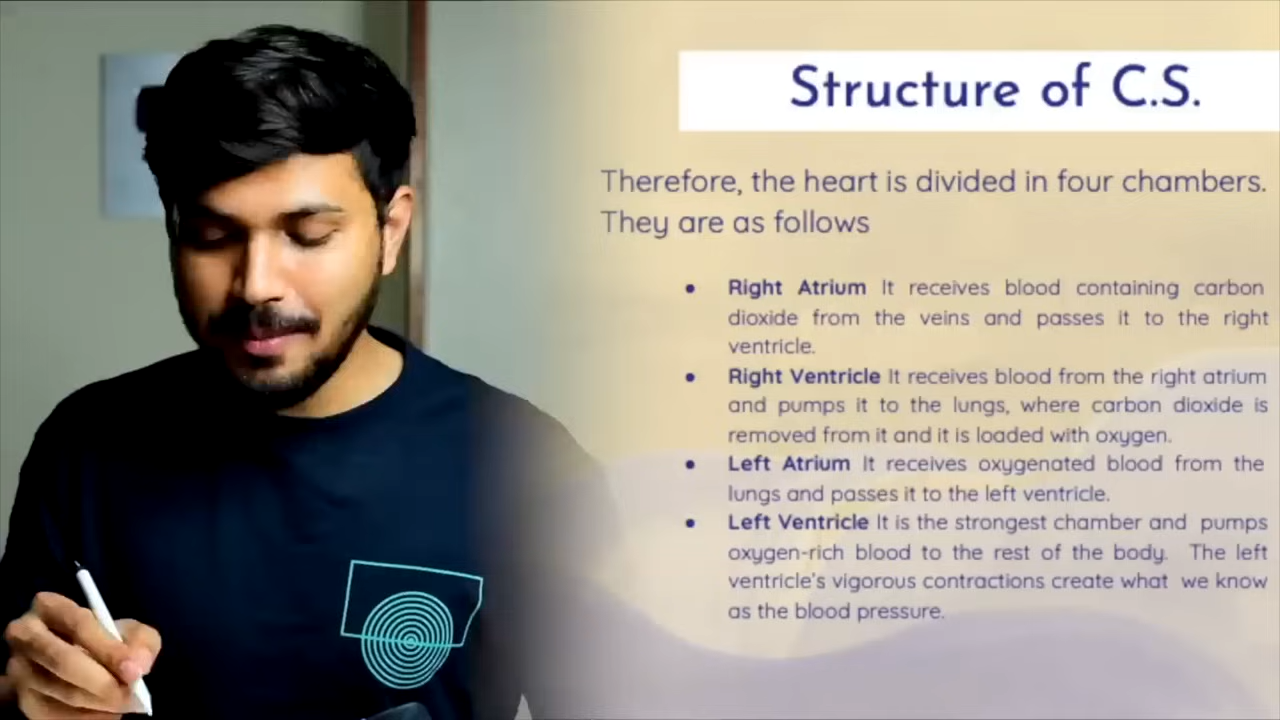 Structure of C.S.
Therefore, the heart is divided in four chambers.
They are as follows
• Right Atrium It receives blood containing carbon
dioxide from the veins and passes it to the right
ventricle.
• Right Ventricle It receives blood from the right atrium
and pumps it to the lungs, where carbon dioxide is
removed from it and it is loaded with oxygen.
• Left Atrium It receives oxygenated blood from the
lungs and passes it to the left ventricle.
• Left Ventricle It is the strongest chamber and pumps
oxygen-rich blood to the rest of the body. The left
ventricle's vigorous contractions create what we know
as the blood pressure.